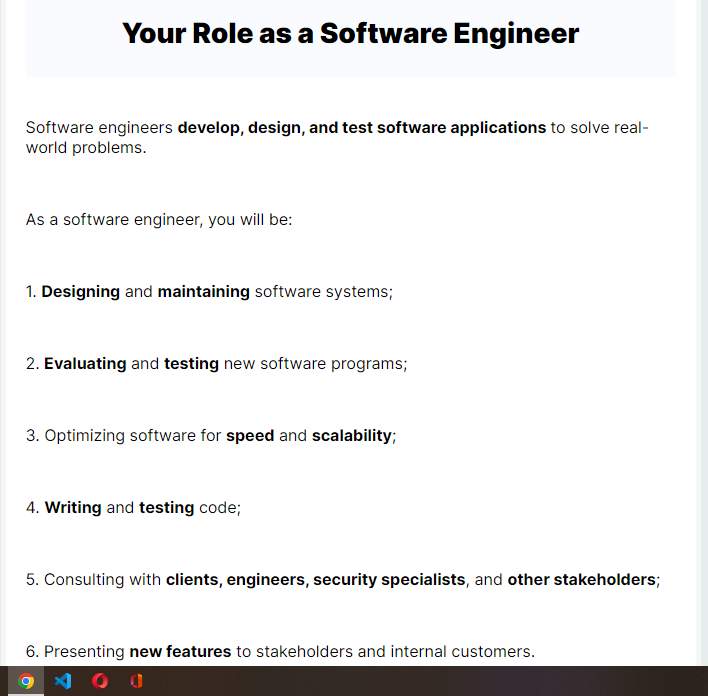 Your Role as a Software Engineer
Software engineers develop, design, and test software applications to solve real-
world problems.
As a software engineer, you will be:
1. Designing and maintaining software systems;
2. Evaluating and testing new software programs;
3. Optimizing software for speed and scalability;
4. Writing and testing code;
5. Consulting with clients, engineers, security specialists, and other stakeholders;
6. Presenting new features to stakeholders and internal customers.